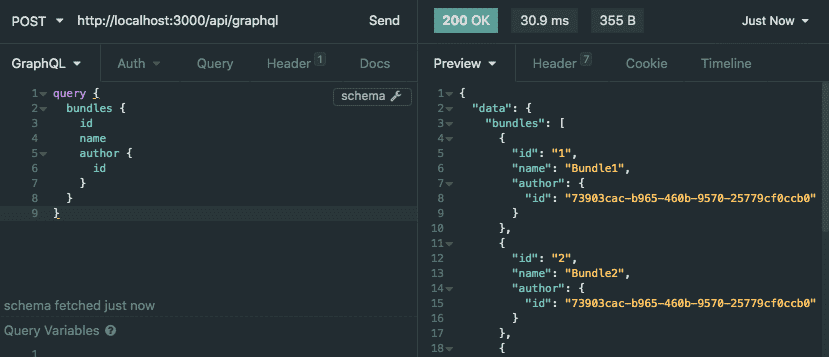 POST http://localhost:3000/api/graphql Send
GraphQL Auth Query Header 1 Docs
schema
1 query {
2 bundles {
3 id
4 name
5 author {
6 id
7 }
8 }
9 }
schema fetched just now
Query Variables ?
1
200 OK 30.9 ms 355 B Just Now
Preview Header 7 Cookie Timeline
1 {
2 "data": {
3 "bundles": [
4 {
5 "id": "1",
6 "name": "Bundle1",
7 "author": {
8 "id": "73903cac-b965-460b-9570-25779cf0ccb0"
9 }
10 },
11 {
12 "id": "2",
13 "name": "Bundle2",
14 "author": {
15 "id": "73903cac-b965-460b-9570-25779cf0ccb0"
16 }
17 },
18 {